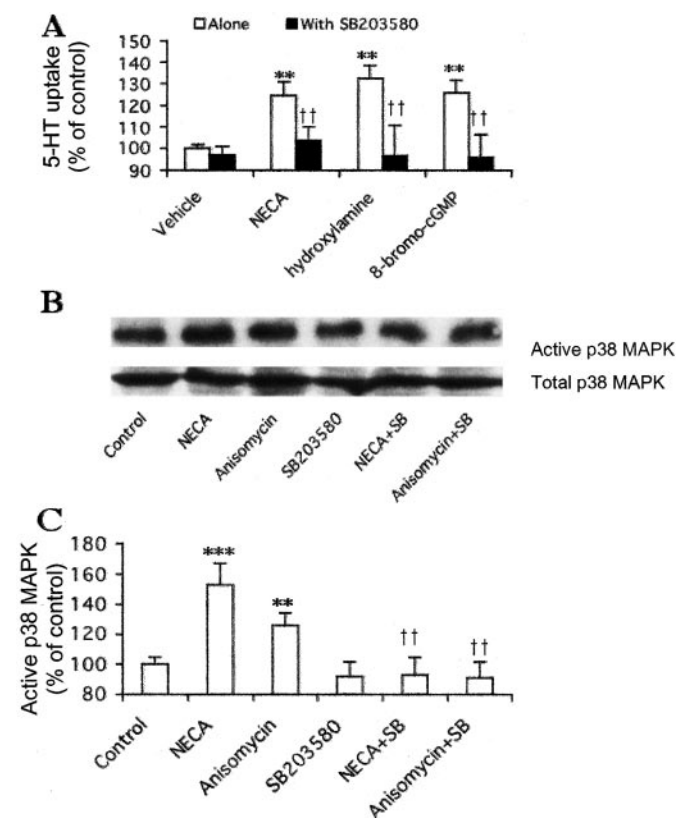 A
Alone With SB203580
5-HT uptake
(% of control)
150
140
130
120
110
100
90
**
††
**
††
**
††
Vehicle
NECA
hydroxylamine
8-bromo-cGMP
B
Active p38 MAPK
Total p38 MAPK
Control
NECA
Anisomycin
SB203580
NECA+SB
Anisomycin+SB
C
Active p38 MAPK
(% of control)
180
160
140
120
100
80
***
**
††
††
Control
NECA
Anisomycin
SB203580
NECA+SB
Anisomycin+SB